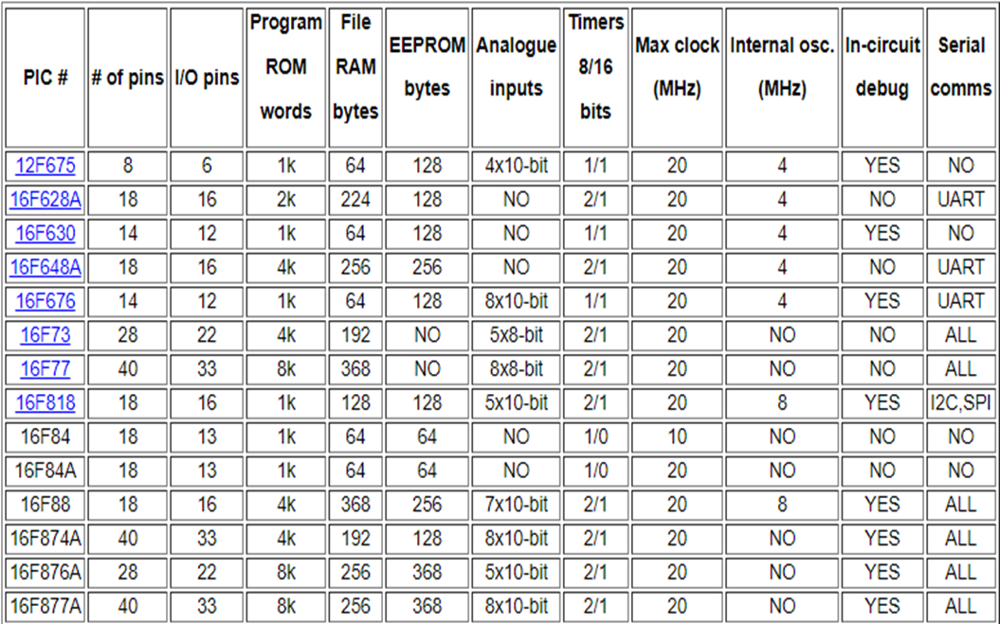 PIC # | # of pins | I/O pins | Program ROM words | File RAM bytes | EEPROM bytes | Analogue inputs | Timers 8/16 bits | Max clock (MHz) | Internal osc. (MHz) | In-circuit debug | Serial comms
12F675 | 8 | 6 | 1k | 64 | 128 | 4x10-bit | 1/1 | 20 | 4 | YES | NO
16F628A | 18 | 16 | 2k | 224 | 128 | NO | 2/1 | 20 | 4 | NO | UART
16F630 | 14 | 12 | 1k | 64 | 128 | NO | 1/1 | 20 | 4 | YES | NO
16F648A | 18 | 16 | 4k | 256 | 256 | NO | 2/1 | 20 | 4 | NO | UART
16F676 | 14 | 12 | 1k | 64 | 128 | 8x10-bit | 1/1 | 20 | 4 | YES | UART
16F73 | 28 | 22 | 4k | 192 | NO | 5x8-bit | 2/1 | 20 | NO | NO | ALL
16F77 | 40 | 33 | 8k | 368 | NO | 8x8-bit | 2/1 | 20 | NO | NO | ALL
16F818 | 18 | 16 | 1k | 128 | 128 | 5x10-bit | 2/1 | 20 | 8 | YES | I2C,SPI
16F84 | 18 | 13 | 1k | 64 | 64 | NO | 1/0 | 10 | NO | NO | NO
16F84A | 18 | 13 | 1k | 64 | 64 | NO | 1/0 | 20 | NO | NO | NO
16F88 | 18 | 16 | 4k | 368 | 256 | 7x10-bit | 2/1 | 20 | 8 | YES | ALL
16F874A | 40 | 33 | 4k | 192 | 128 | 8x10-bit | 2/1 | 20 | NO | YES | ALL
16F876A | 28 | 22 | 8k | 256 | 368 | 5x10-bit | 2/1 | 20 | NO | YES | ALL
16F877A | 40 | 33 | 8k | 256 | 368 | 8x10-bit | 2/1 | 20 | NO | YES | ALL